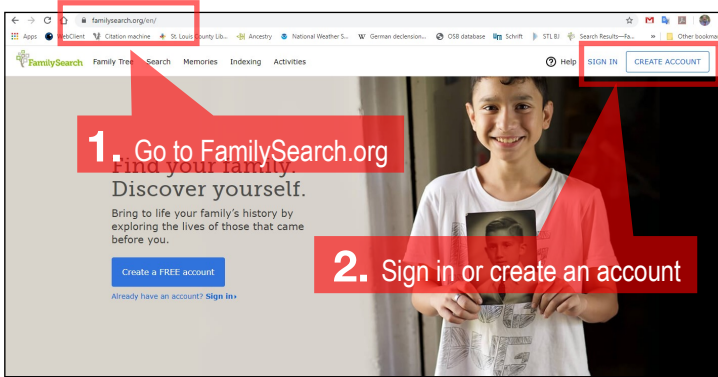 familysearch.org/en/
Apps WebClient Citation machine St. Louis County Lib... Ancestry National Weather S... German declension... OSB database Schrift STL BJ Search Results—Fa... » Other bookma
FamilySearch Family Tree Search Memories Indexing Activities Help SIGN IN CREATE ACCOUNT
1. Go to FamilySearch.org
Find your family.
Discover yourself.
Bring to life your family's history by
exploring the lives of those that came
before you.
2. Sign in or create an account
Create a FREE account
Already have an account? Sign in›